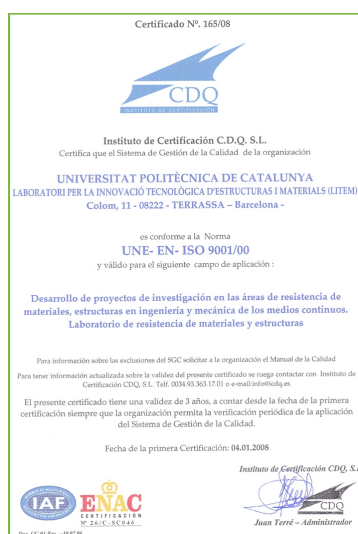 Certificado Nº. 165/08
CDQ
INSTITUTO DE CERTIFICACIÓN
Instituto de Certificación C.D.Q. S.L.
Certifica que el Sistema de Gestión de la Calidad de la organización
UNIVERSITAT POLITÈCNICA DE CATALUNYA
LABORATORI PER LA INNOVACIÓ TECNOLÒGICA D'ESTRUCTURAS I MATERIALS (LITEM)
Colom, 11 - 08222 - TERRASSA – Barcelona -
es conforme a la Norma
UNE- EN- ISO 9001/00
y válido para el siguiente campo de aplicación :
Desarrollo de proyectos de investigación en las áreas de resistencia de
materiales, estructuras en ingeniería y mecánica de los medios continuos.
Laboratorio de resistencia de materiales y estructuras
Para información sobre las exclusiones del SGC solicitar a la organización el Manual de la Calidad
Para tener información actualizada sobre la validez del presente certificado se ruega contactar con Instituto de
Certificación CDQ, S.L. Telf. 0034.93.363.17.01 o e-mail:info@cdq.es
El presente certificado tiene una validez de 3 años, a contar desde la fecha de la primera
certificación siempre que la organización permita la verificación periódica de la aplicación
del Sistema de Gestión de la Calidad.
Fecha de la primera Certificación: 04.01.2008
Instituto de Certificación CDQ, S.
IAF
ENAC
CERTIFICACIÓN
Nº 26/C-SC046
CDQ
Juan Terré – Administrador